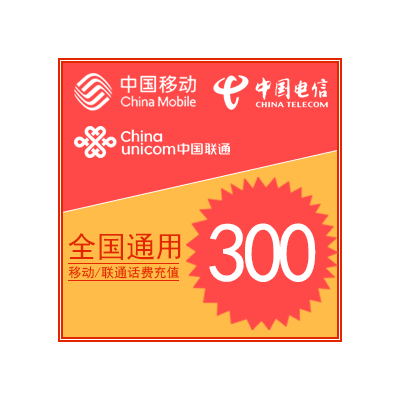 中国移动
China Mobile
中国电信
CHINA TELECOM
China
unicom中国联通
全国通用
移动/联通话费充值
300